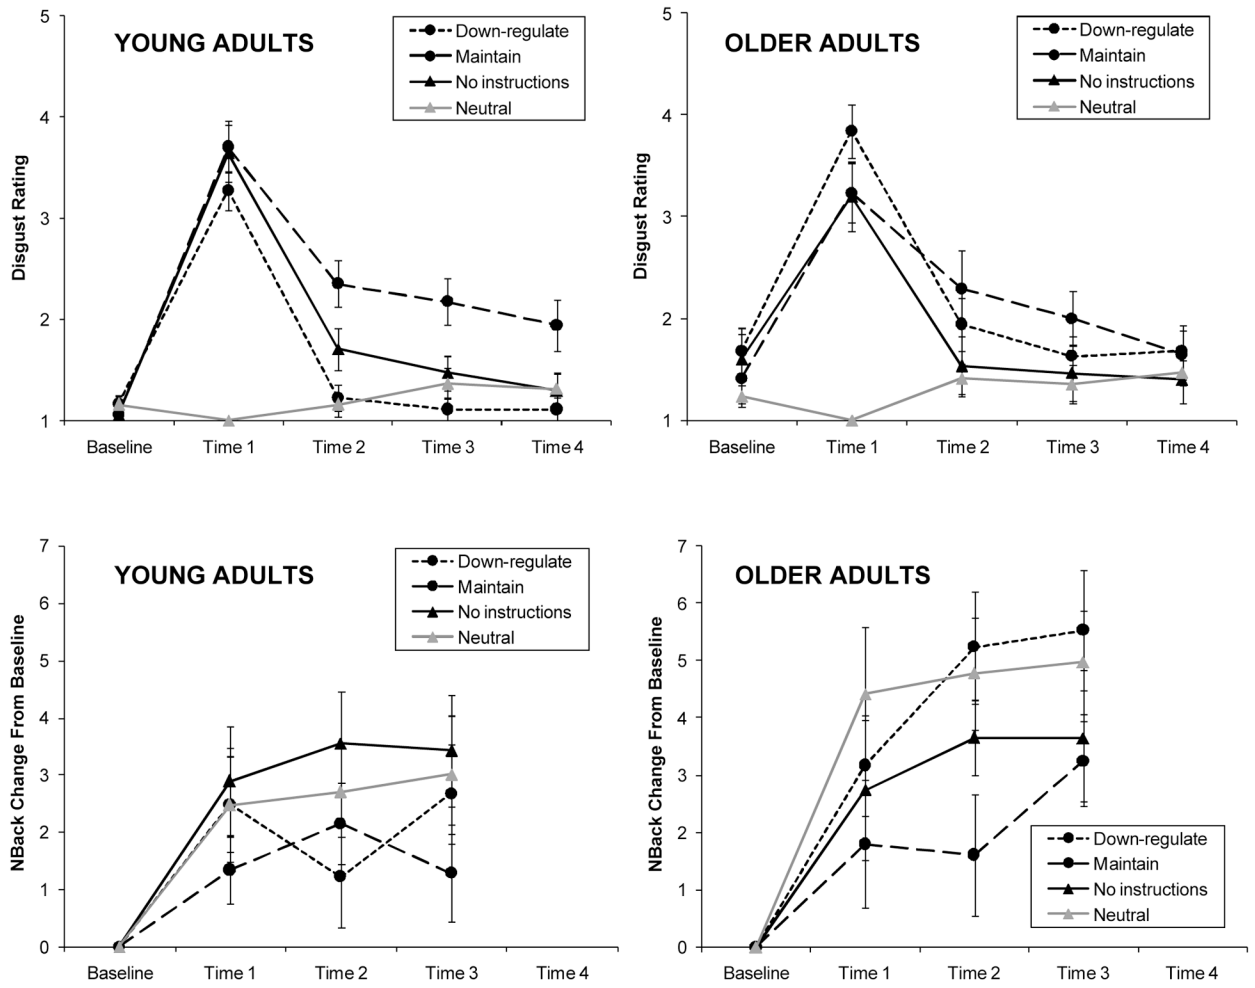 YOUNG ADULTS
Down-regulate
Maintain
No instructions
Neutral
Disgust Rating
5
4
3
2
1
Baseline Time 1 Time 2 Time 3 Time 4
OLDER ADULTS
Down-regulate
Maintain
No instructions
Neutral
Disgust Rating
5
4
3
2
1
Baseline Time 1 Time 2 Time 3 Time 4
YOUNG ADULTS
Down-regulate
Maintain
No instructions
Neutral
NBack Change From Baseline
7
6
5
4
3
2
1
0
Baseline Time 1 Time 2 Time 3 Time 4
OLDER ADULTS
NBack Change From Baseline
7
6
5
4
3
2
1
0
Down-regulate
Maintain
No instructions
Neutral
Baseline Time 1 Time 2 Time 3 Time 4